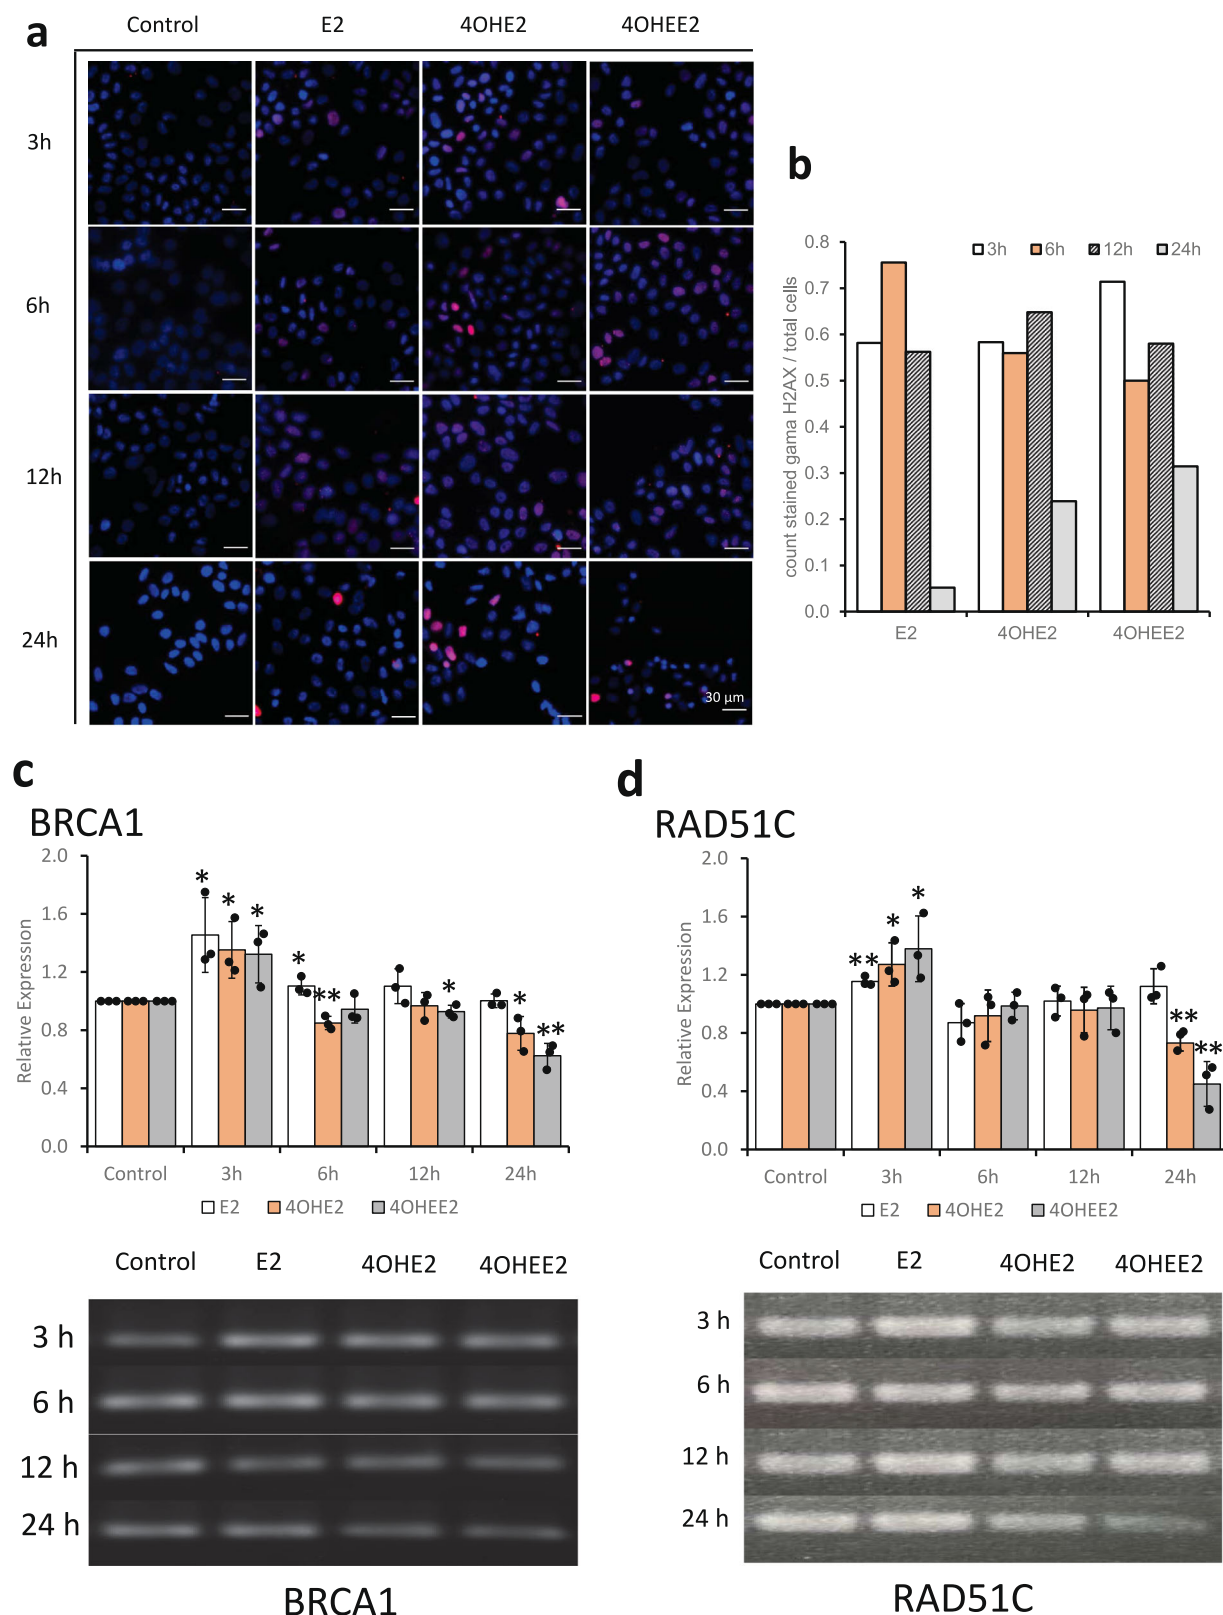 a
Control E2 4OHE2 4OHEE2
3h
6h
12h
24h
30 µm
b
3h 6h 12h 24h
count stained gama H2AX / total cells
0.8
0.7
0.6
0.5
0.4
0.3
0.2
0.1
0.0
E2 4OHE2 4OHEE2
c
BRCA1
Relative Expression
2.0
1.6
1.2
0.8
0.4
0.0
* * *
* **
*
* **
Control 3h 6h 12h 24h
E2 4OHE2 4OHEE2
Control E2 4OHE2 4OHEE2
3 h
6 h
12 h
24 h
BRCA1
d
RAD51C
Relative Expression
2.0
1.6
1.2
0.8
0.4
0.0
** * *
** **
Control 3h 6h 12h 24h
E2 4OHE2 4OHEE2
Control E2 4OHE2 4OHEE2
3 h
6 h
12 h
24 h
RAD51C